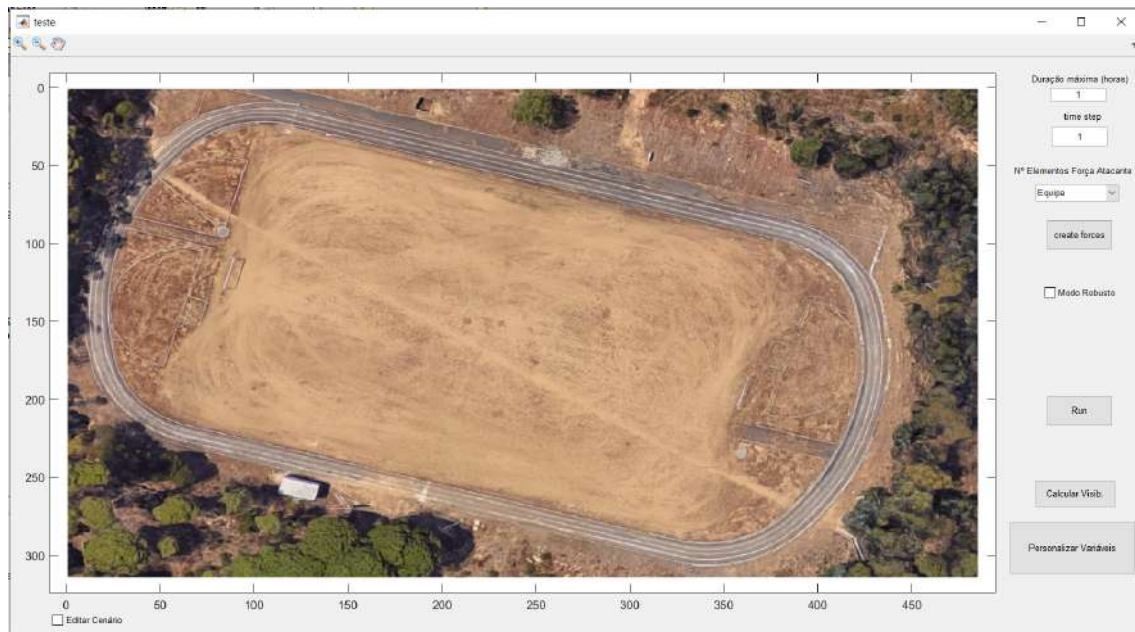 teste
Duração máxima (horas)
1
time step
1
Nº Elementos Força Atacante
Equipa
create forces
Modo Robusto
Run
Calcular Visib.
Personalizar Variáveis
0
50
100
150
200
250
300
0 50 100 150 200 250 300 350 400 450
Editar Cenário